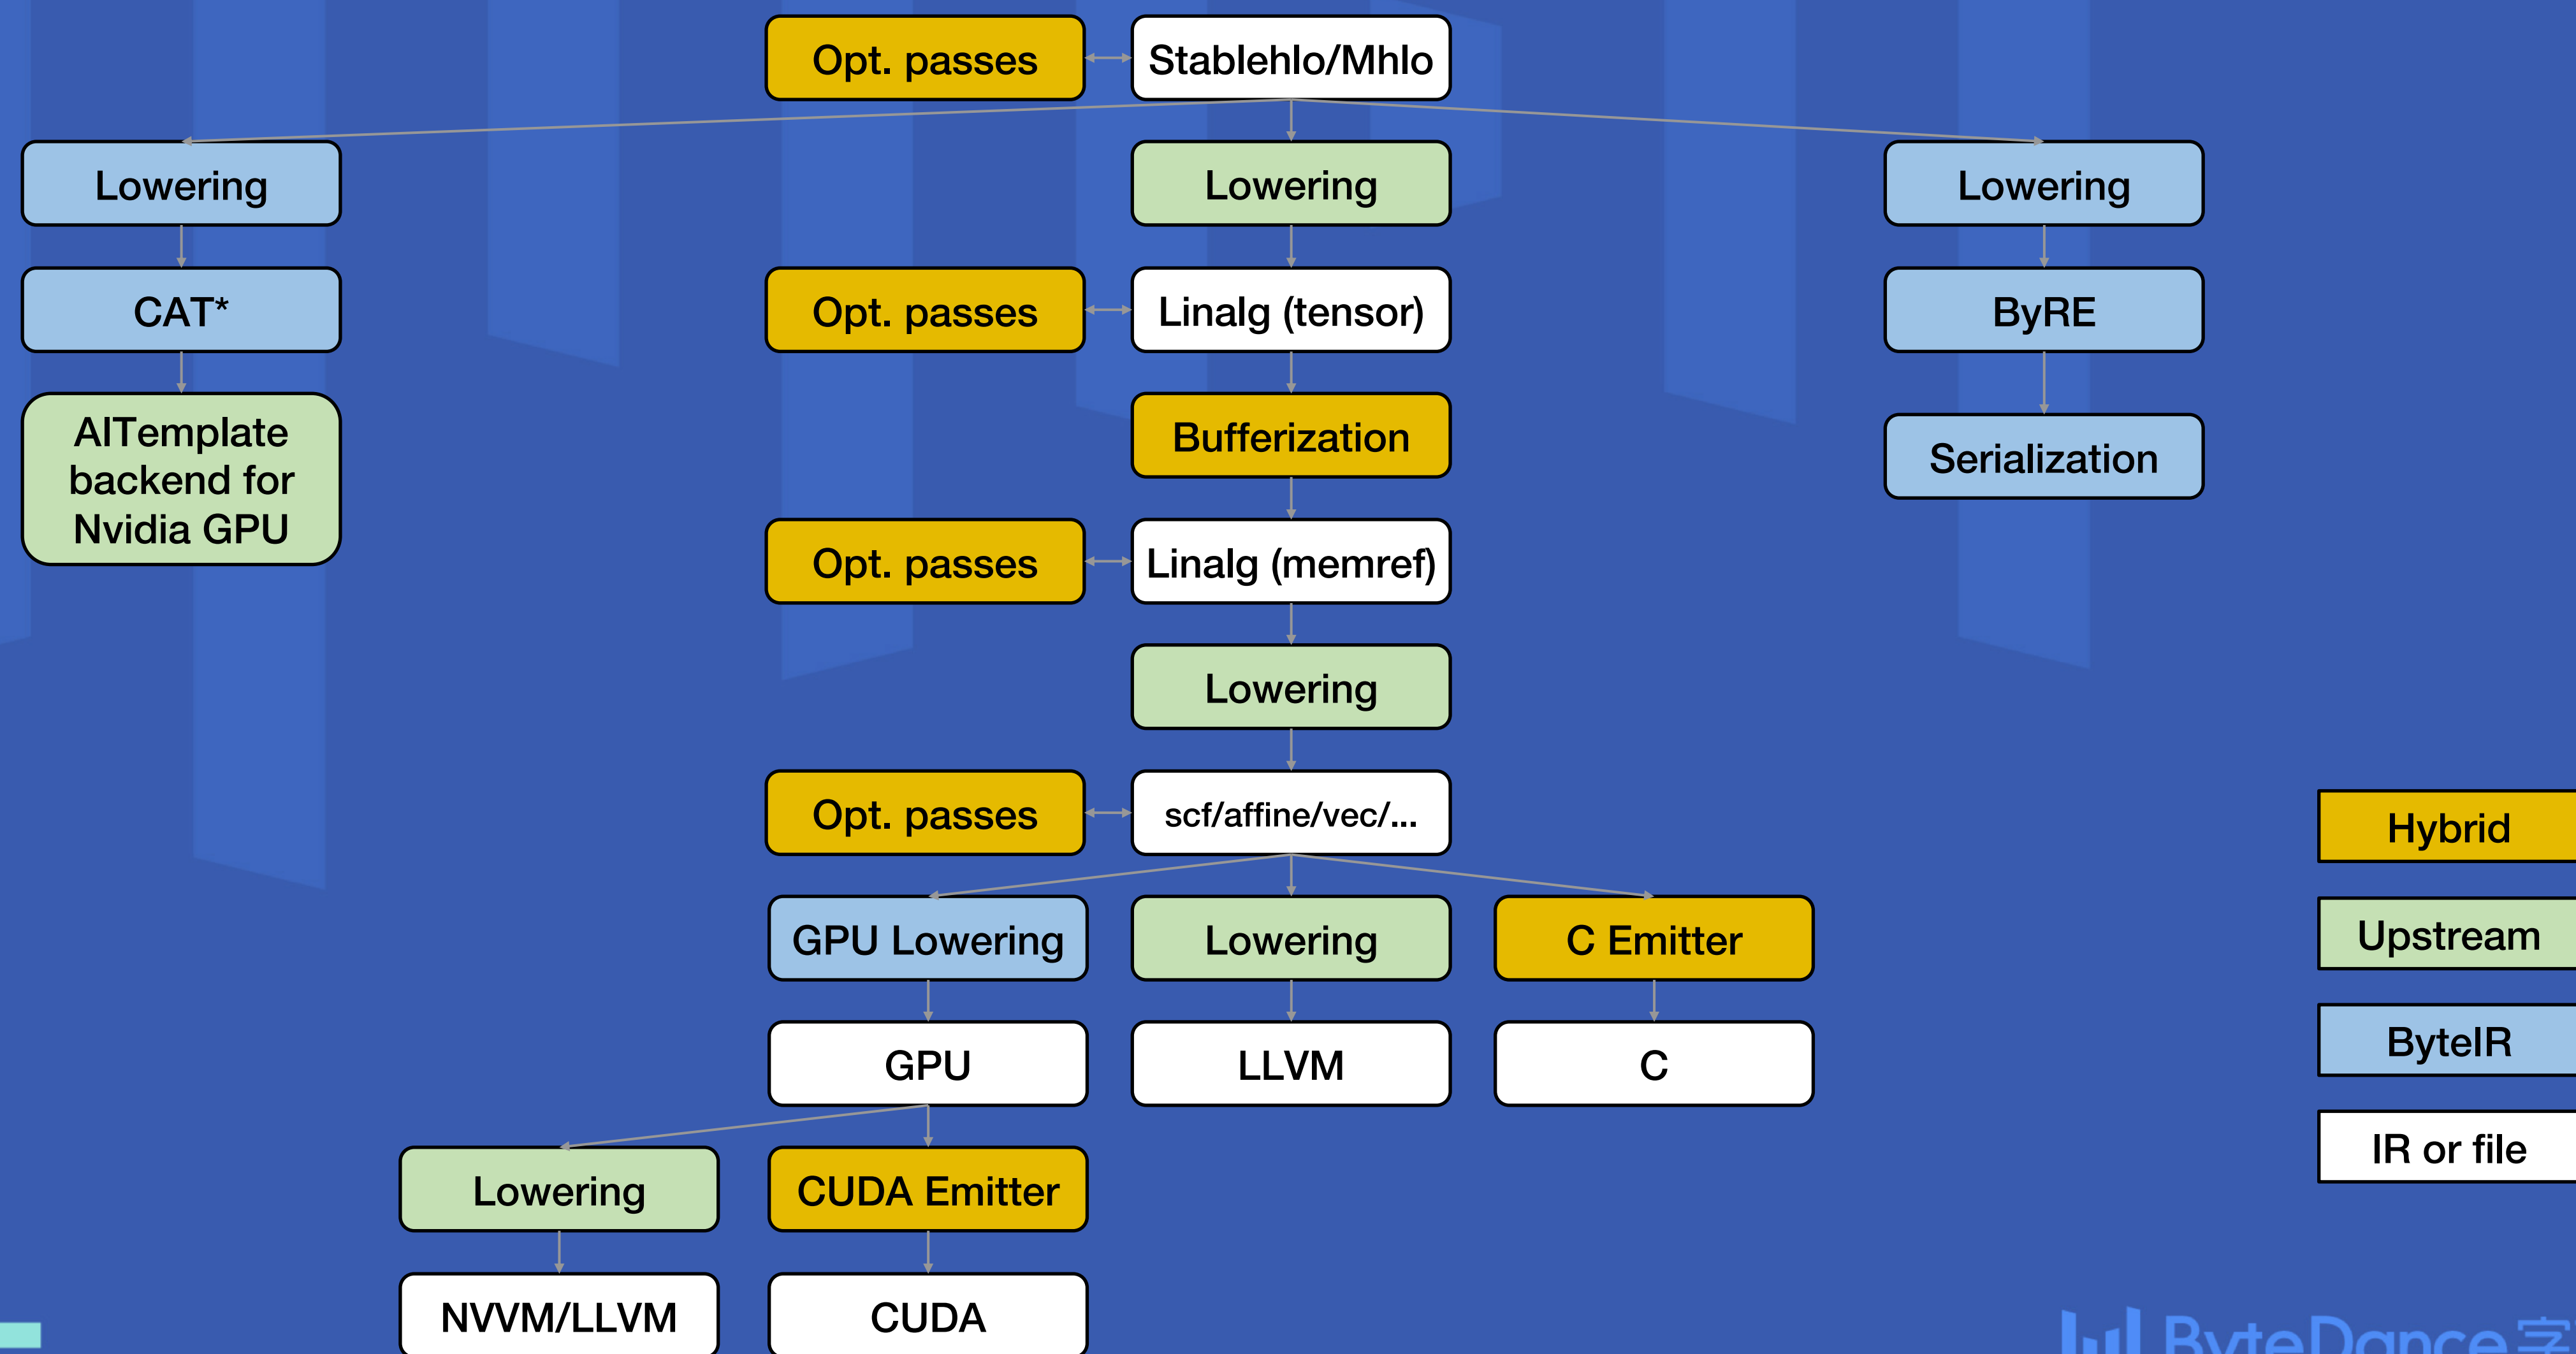 Opt. passes
Stablehlo/Mhlo
Lowering
Lowering
Lowering
CAT*
Opt. passes
Linalg (tensor)
ByRE
AITemplate
backend for
Nvidia GPU
Bufferization
Serialization
Opt. passes
Linalg (memref)
Lowering
Opt. passes
scf/affine/vec/...
Hybrid
GPU Lowering
Lowering
C Emitter
Upstream
GPU
LLVM
C
ByteIR
Lowering
CUDA Emitter
IR or file
NVVM/LLVM
CUDA
ByteDance 字